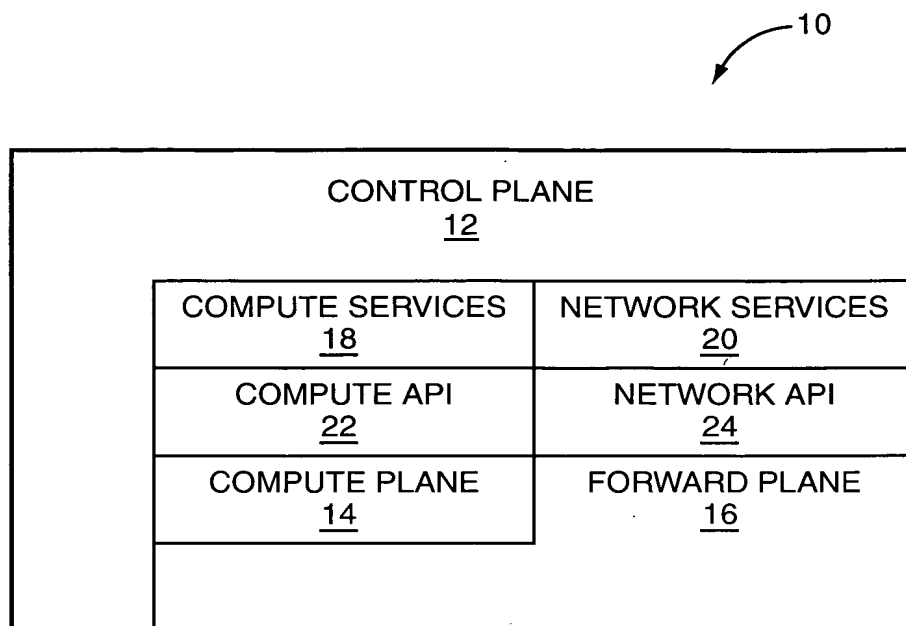 10
CONTROL PLANE
12
COMPUTE SERVICES
18
NETWORK SERVICES
20
COMPUTE API
22
NETWORK API
24
COMPUTE PLANE
14
FORWARD PLANE
16